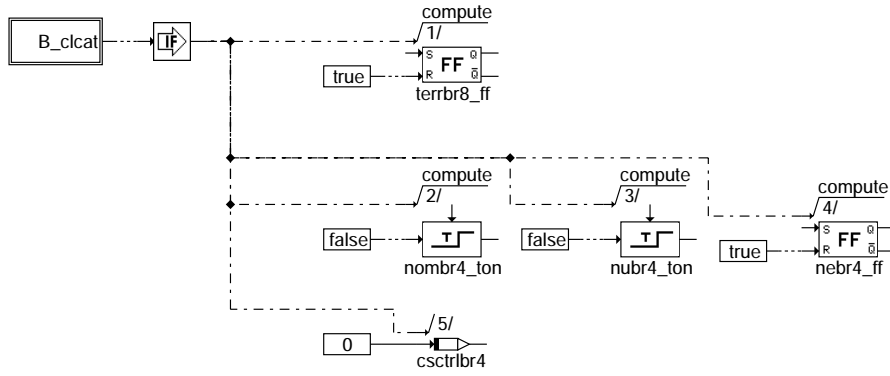 compute
1/
B_clcat
IF
S Q
FF
R Q̅
true
terrbr8_ff
compute
2/
compute
3/
compute
4/
S Q
FF
R Q̅
false
T
false
T
true
nombr4_ton
nubr4_ton
nebr4_ff
5/
0
csctrlbr4